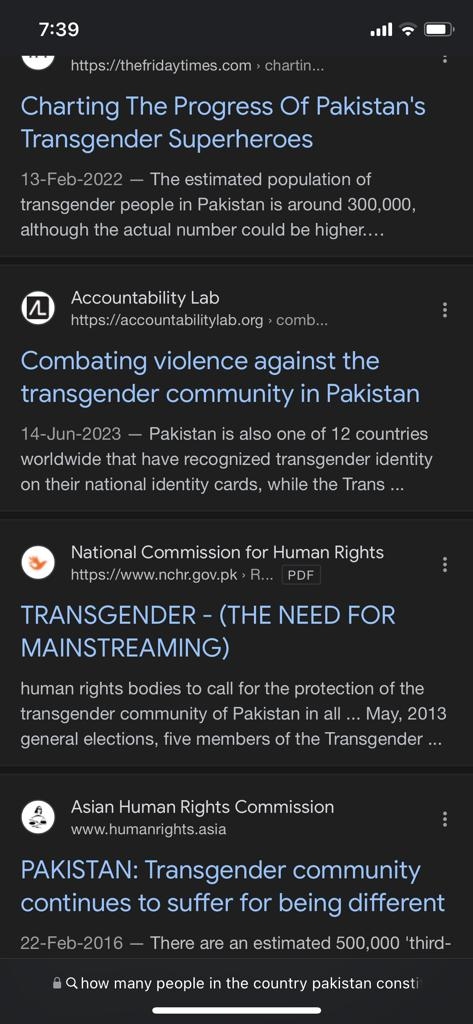 7:39
https://thefridaytimes.com › chartin...
Charting The Progress Of Pakistan's
Transgender Superheroes
13-Feb-2022 — The estimated population of
transgender people in Pakistan is around 300,000,
although the actual number could be higher....
Accountability Lab
https://accountabilitylab.org › comb...
Combating violence against the
transgender community in Pakistan
14-Jun-2023 — Pakistan is also one of 12 countries
worldwide that have recognized transgender identity
on their national identity cards, while the Trans ...
National Commission for Human Rights
https://www.nchr.gov.pk › R... PDF
TRANSGENDER - (THE NEED FOR
MAINSTREAMING)
human rights bodies to call for the protection of the
transgender community of Pakistan in all ... May, 2013
general elections, five members of the Transgender ...
Asian Human Rights Commission
www.humanrights.asia
PAKISTAN: Transgender community
continues to suffer for being different
22-Feb-2016 — There are an estimated 500,000 'third-
how many people in the country pakistan consti